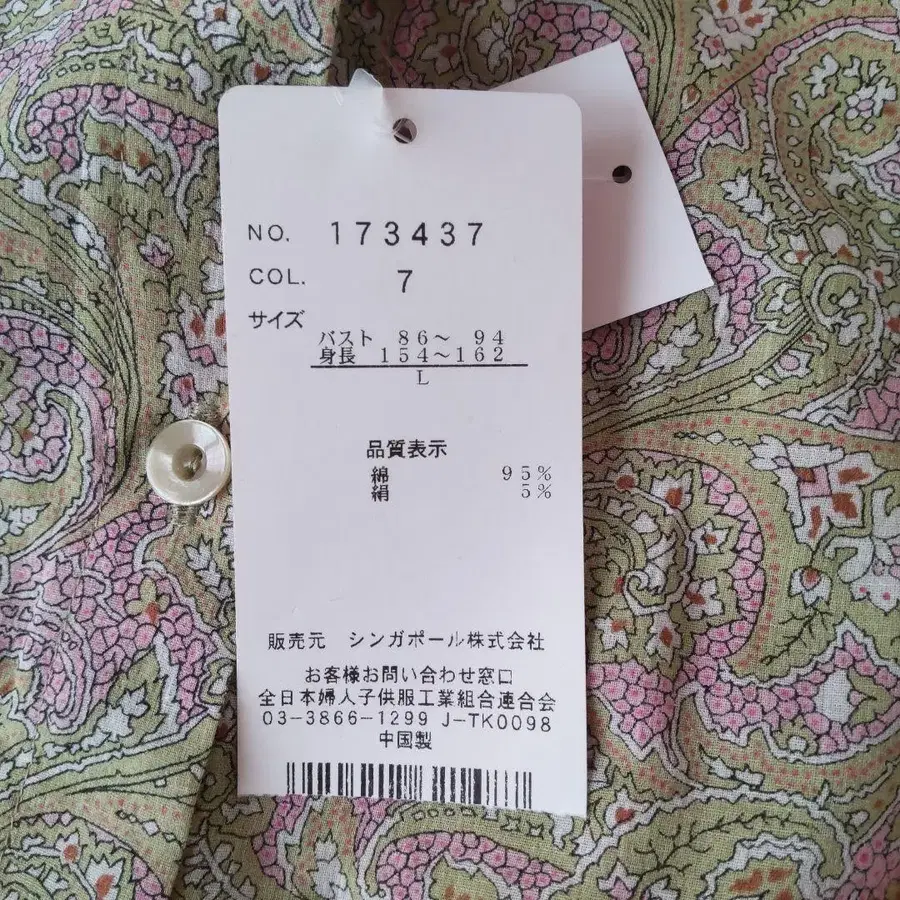 NO. 173437
COL. 7
サイズ
バスト 86～ 94
身長 154～162
L
品質表示
綿 95%
絹 5%
販売元 シンガポール株式会社
お客様お問い合わせ窓口
全日本婦人子供服工業組合連合会
03-3866-1299 J-TK0098
中国製